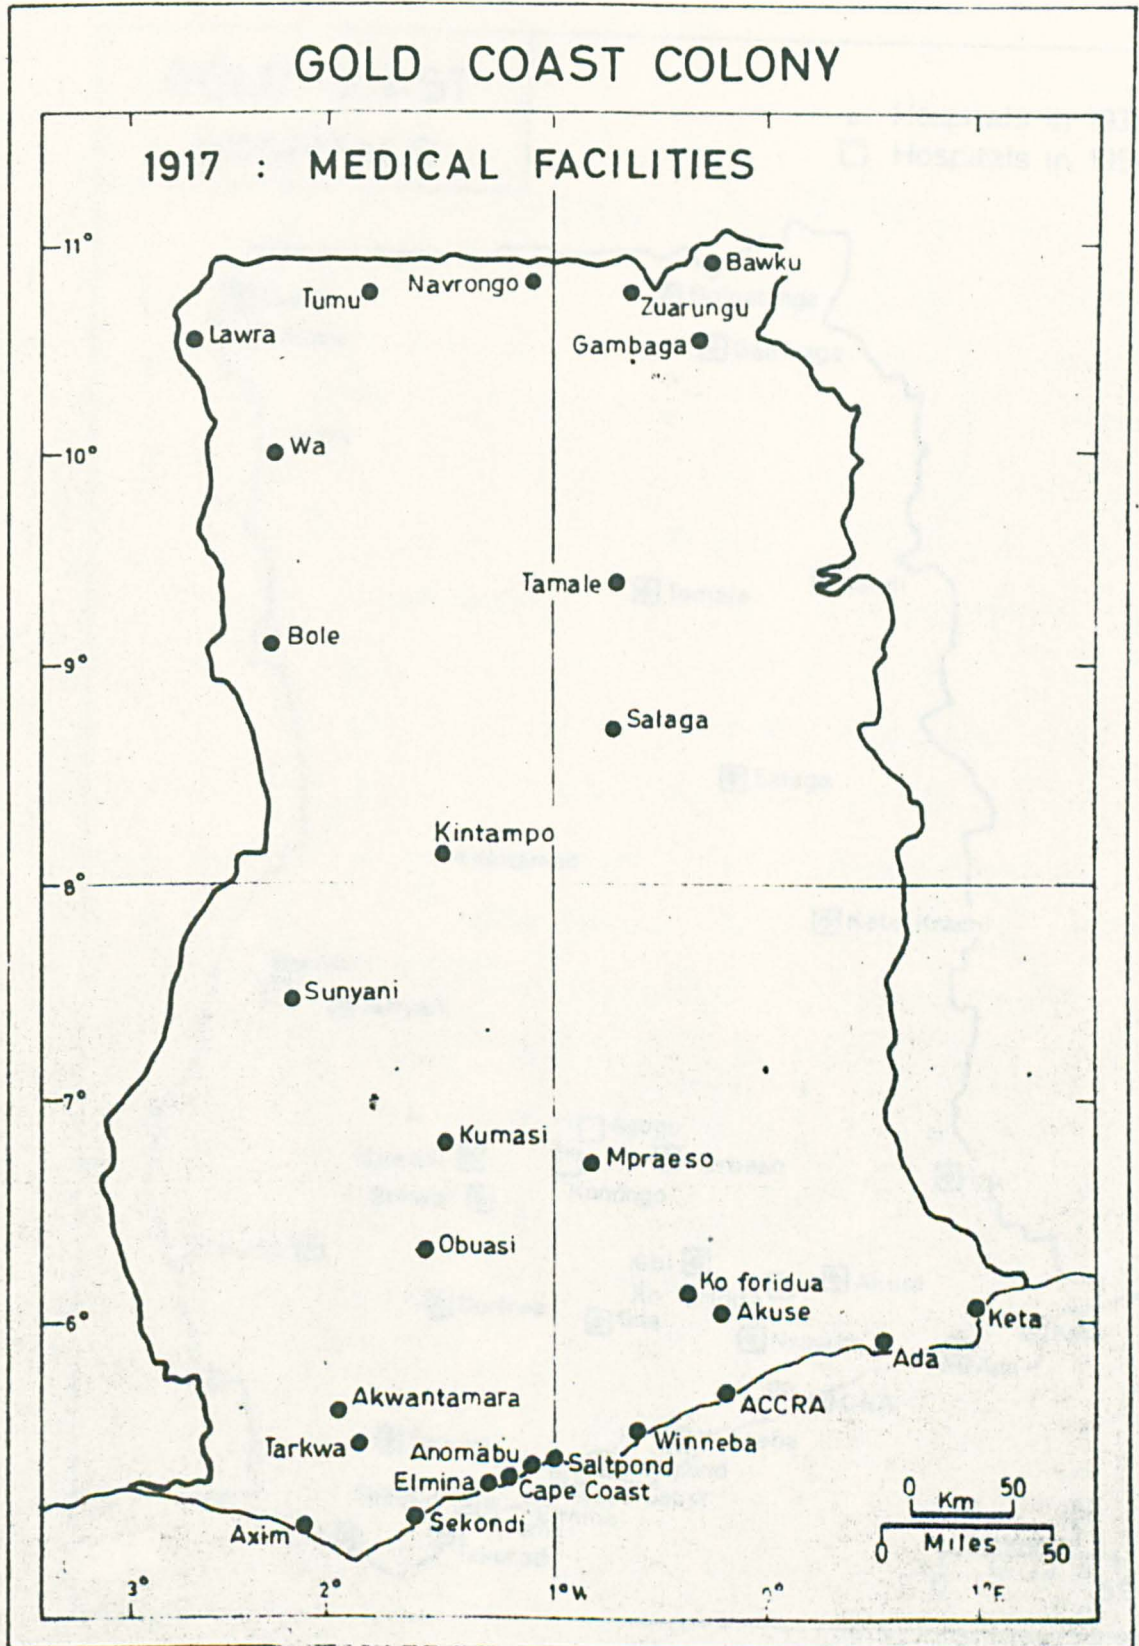 GOLD COAST COLONY
1917 : MEDICAL FACILITIES
11°
Bawku
Navrongo
Tumu
Zuarungu
Lawra
Gambaga
Wa
10°
Tamale
Bole
9°
Salaga
Kintampo
8°
Sunyani
7°
Kumasi
Mpraeso
Obuasi
Ko foridua
Akuse
Keta
6°
Ada
Akwantamara
ACCRA
Tarkwa
Winneba
Anomabu
Saltpond
Elmina
Cape Coast
Sekondi
Axim
0 50
Km
Miles
0 50
3° 2° 1°W 0°